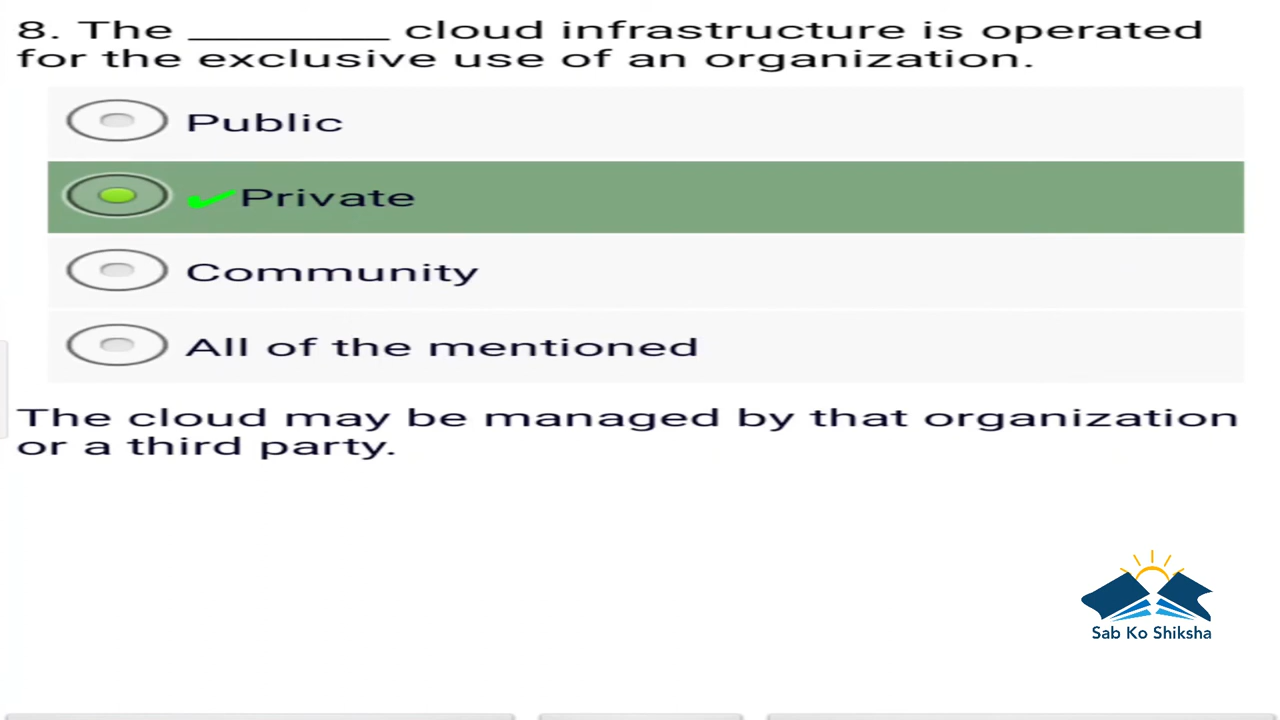 8. The ________ cloud infrastructure is operated
for the exclusive use of an organization.
Public
✔Private
Community
All of the mentioned
The cloud may be managed by that organization
or a third party.
Sab Ko Shiksha